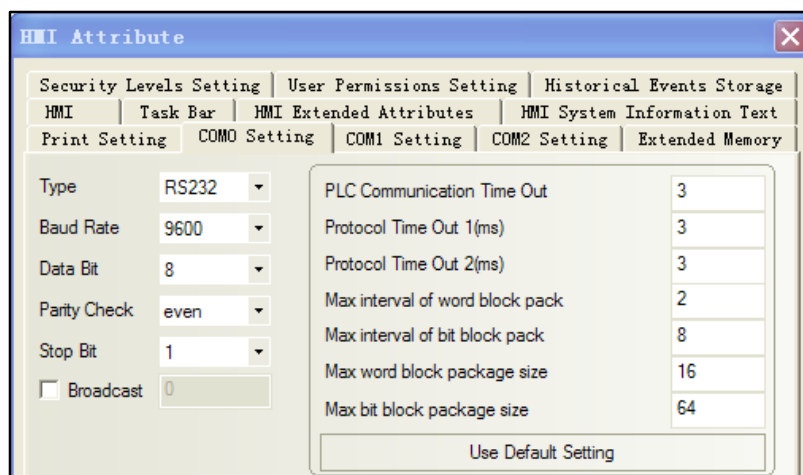 HMI Attribute
Security Levels Setting User Permissions Setting Historical Events Storage
HMI Task Bar HMI Extended Attributes HMI System Information Text
Print Setting COM0 Setting COM1 Setting COM2 Setting Extended Memory
Type RS232
Baud Rate 9600
Data Bit 8
Parity Check even
Stop Bit 1
Broadcast 0
PLC Communication Time Out 3
Protocol Time Out 1(ms) 3
Protocol Time Out 2(ms) 3
Max interval of word block pack 2
Max interval of bit block pack 8
Max word block package size 16
Max bit block package size 64
Use Default Setting